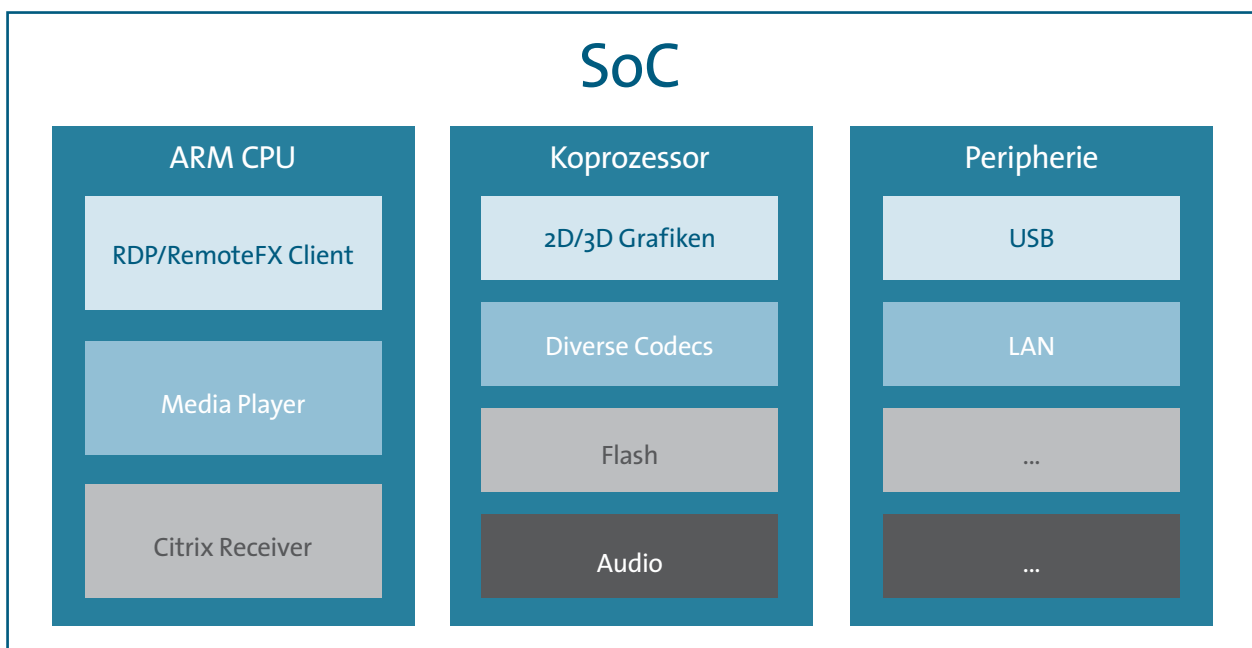 SoC
ARM CPU
RDP/RemoteFX Client
Media Player
Citrix Receiver
Koprozessor
2D/3D Grafiken
Diverse Codecs
Flash
Audio
Peripherie
USB
LAN
...
...